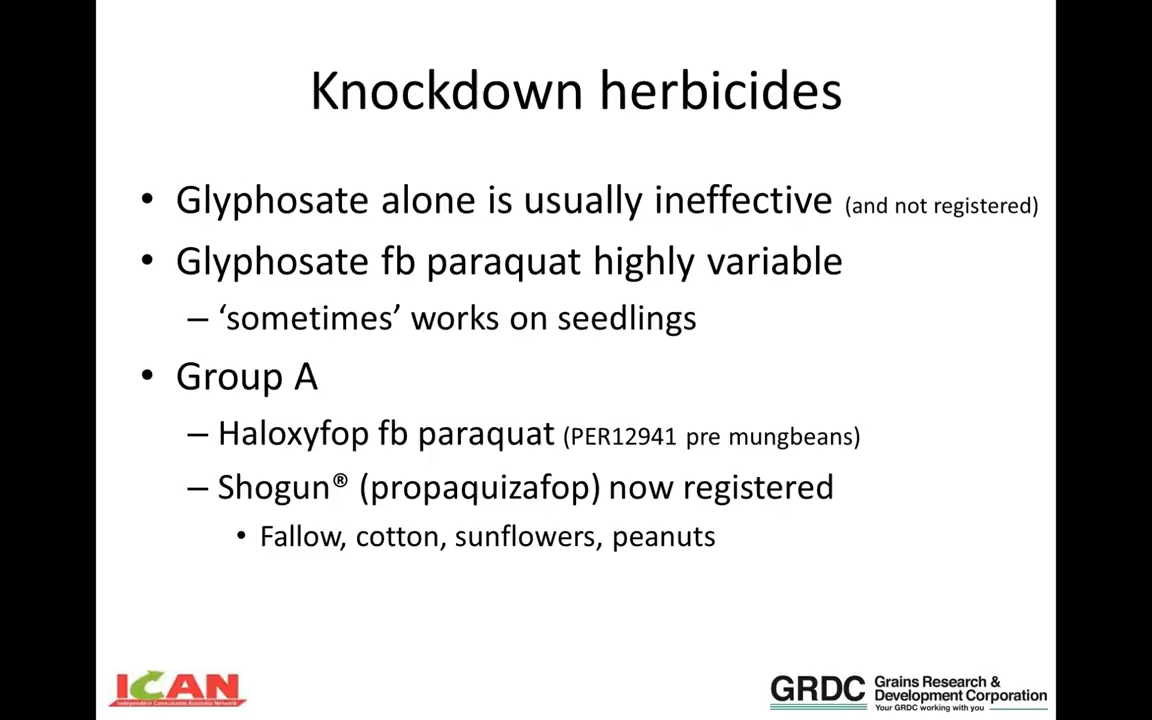 Knockdown herbicides
• Glyphosate alone is usually ineffective (and not registered)
• Glyphosate fb paraquat highly variable
– ‘sometimes’ works on seedlings
• Group A
– Haloxyfop fb paraquat (PER12941 pre mungbeans)
– Shogun® (propaquizafop) now registered
• Fallow, cotton, sunflowers, peanuts
ICAN
Independent Consultants Australia Network
GRDC
Grains Research &
Development Corporation
Your GRDC working with you